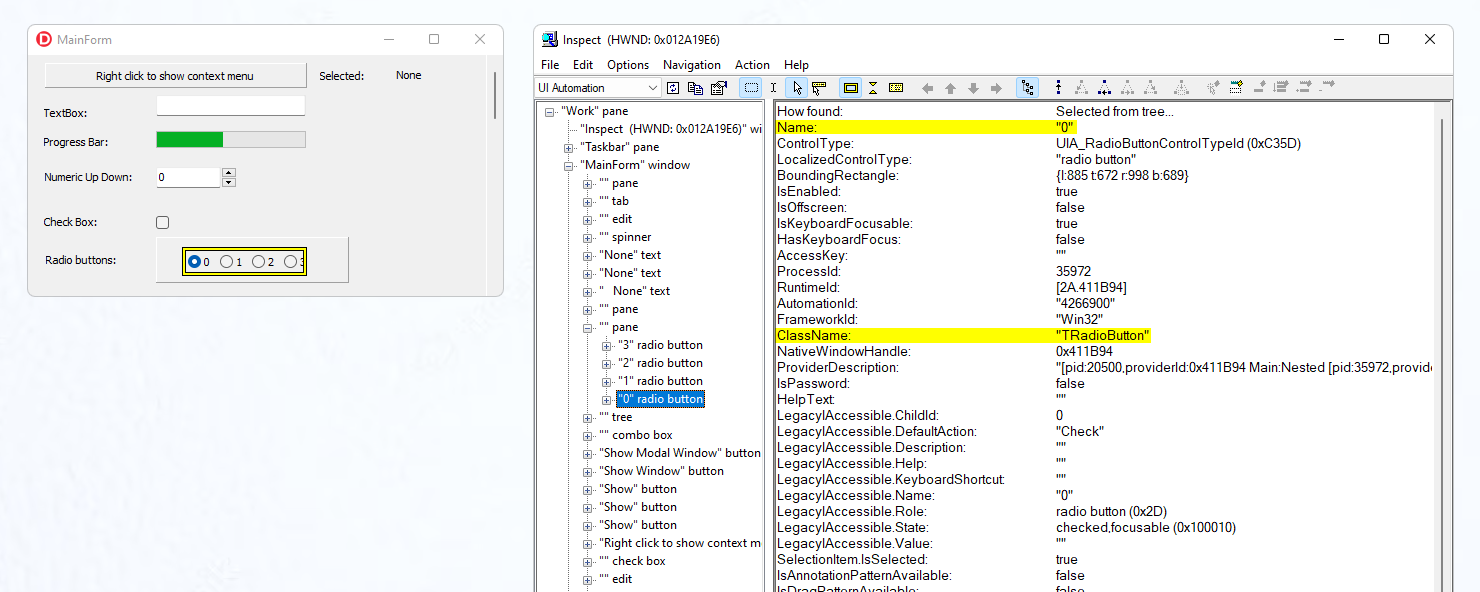 MainForm
Right click to show context menu
Selected:
None
TextBox:
Progress Bar:
Numeric Up Down:
0
Check Box:
Radio buttons:
0
1
2
Inspect (HWND: 0x012A19E6)
File Edit Options Navigation Action Help
UI Automation
"Work" pane
"Inspect (HWND: 0x012A19E6)" wi
"Taskbar" pane
"MainForm" window
"" pane
"" tab
"" edit
"" spinner
"None" text
"None" text
" None" text
"" pane
"" pane
"3" radio button
"2" radio button
"1" radio button
"0" radio button
"" tree
"" combo box
"Show Modal Window" button
"Show Window" button
"Show" button
"Show" button
"Show" button
"Right click to show context m
"" check box
"" edit
How found: Selected from tree...
Name: "0"
ControlType: UIA_RadioButtonControlTypeId (0xC35D)
LocalizedControlType: "radio button"
BoundingRectangle: {l:885 t:672 r:998 b:689}
IsEnabled: true
IsOffscreen: false
IsKeyboardFocusable: true
HasKeyboardFocus: false
AccessKey: ""
ProcessId: 35972
RuntimeId: [2A.411B94]
AutomationId: "4266900"
FrameworkId: "Win32"
ClassName: "TRadioButton"
NativeWindowHandle: 0x411B94
ProviderDescription: "[pid:20500,providerId:0x411B94 Main:Nested [pid:35972,provide
IsPassword: false
HelpText: ""
LegacyIAccessible.ChildId: 0
LegacyIAccessible.DefaultAction: "Check"
LegacyIAccessible.Description: ""
LegacyIAccessible.Help: ""
LegacyIAccessible.KeyboardShortcut: ""
LegacyIAccessible.Name: "0"
LegacyIAccessible.Role: radio button (0x2D)
LegacyIAccessible.State: checked,focusable (0x100010)
LegacyIAccessible.Value: ""
SelectionItem.IsSelected: true
IsAnnotationPatternAvailable: false
IsDragPatternAvailable: false